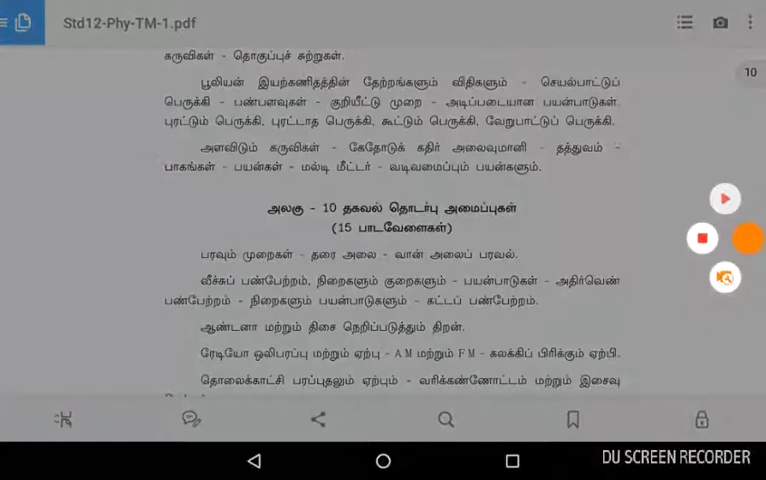 Std12-Phy-TM-1.pdf
10
கருவிகள் - தொகுப்புச் சுற்றுகள்.
பூலியன் இயற்கணிதத்தின் தேற்றங்களும் விதிகளும் - செயல்பாட்டுப்
பெருக்கி - பண்பளவுகள் - குறியீட்டு முறை - அடிப்படையான பயன்பாடுகள்.
புரட்டும் பெருக்கி, புரட்டாத பெருக்கி, கூட்டும் பெருக்கி, வேறுபாட்டுப் பெருக்கி.
அளவிடும் கருவிகள் - கேதோடுக் கதிர் அலைவுமானி - தத்துவம் -
பாகங்கள் - பயன்கள் - மல்டி மீட்டர் - வடிவமைப்பும் பயன்களும்.
அலகு - 10 தகவல் தொடர்பு அமைப்புகள்
(15 பாடவேளைகள்)
பரவும் முறைகள் - தரை அலை - வான் அலைப் பரவல்.
வீச்சுப் பண்பேற்றம், நிறைகளும் குறைகளும் - பயன்பாடுகள் - அதிர்வெண்
பண்பேற்றம் - நிறைகளும் பயன்பாடுகளும் - கட்டப் பண்பேற்றம்.
ஆண்டனா மற்றும் திசை நெறிப்படுத்தும் திறன்.
ரேடியோ ஒலிபரப்பு மற்றும் ஏற்பு - AM மற்றும் FM - கலக்கிப் பிரிக்கும் ஏற்பி.
தொலைக்காட்சி பரப்புதலும் ஏற்பும் - வரிக்கண்ணோட்டம் மற்றும் இசைவு
DU SCREEN RECORDER